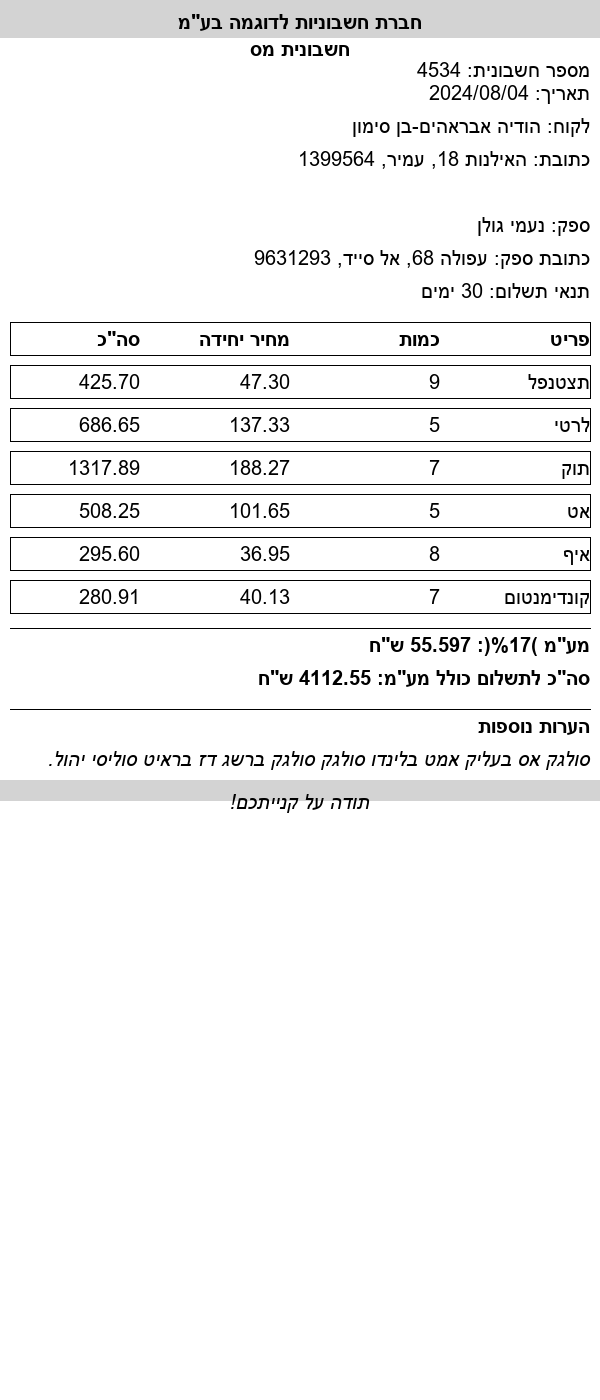 חברת חשבוניות לדוגמה בע"מ
חשבונית מס
מספר חשבונית: 4534
תאריך: 2024/08/04
לקוח: הודיה אבראהים-בן סימון
כתובת: האילנות 18, עמיר, 1399564
ספק: נעמי גולן
כתובת ספק: עפולה 68, אל סייד, 9631293
תנאי תשלום: 30 ימים
פריט כמות מחיר יחידה סה"כ
תצטנפל 9 47.30 425.70
לרטי 5 137.33 686.65
תוק 7 188.27 1317.89
אט 5 101.65 508.25
איף 8 36.95 295.60
קונדימנטום 7 40.13 280.91
מע"מ )17%(: 55.597 ש"ח
סה"כ לתשלום כולל מע"מ: 4112.55 ש"ח
הערות נוספות
סולגק אס בעליק אמט בלינדו סולגק סולגק ברשג דז בראיט סוליסי יהול.
תודה על קנייתכם!